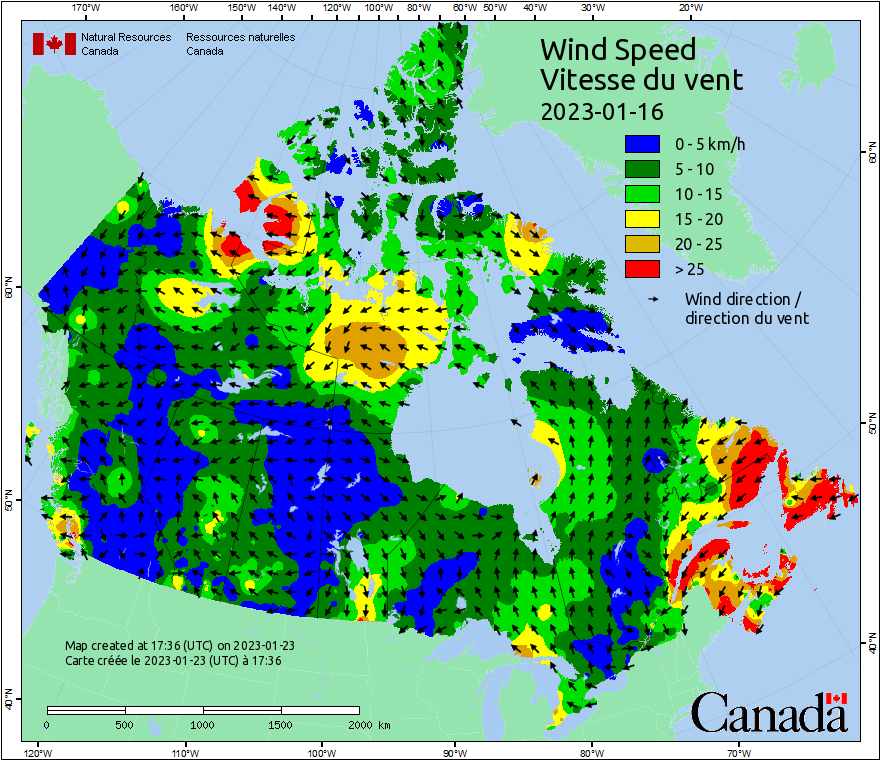 170°W 160°W 150°W 140°W 120°W 100°W 80°W 60°W 50°W 40°W 30°W 20°W
Natural Resources Canada
Ressources naturelles Canada
Wind Speed
Vitesse du vent
2023-01-16
0 - 5 km/h
5 - 10
10 - 15
15 - 20
20 - 25
> 25
Wind direction /
direction du vent
60°N
50°N
40°N
60°N
50°N
40°N
Map created at 17:36 (UTC) on 2023-01-23
Carte créée le 2023-01-23 (UTC) à 17:36
0 500 1000 1500 2000 km
Canada
120°W 110°W 100°W 90°W 80°W 70°W